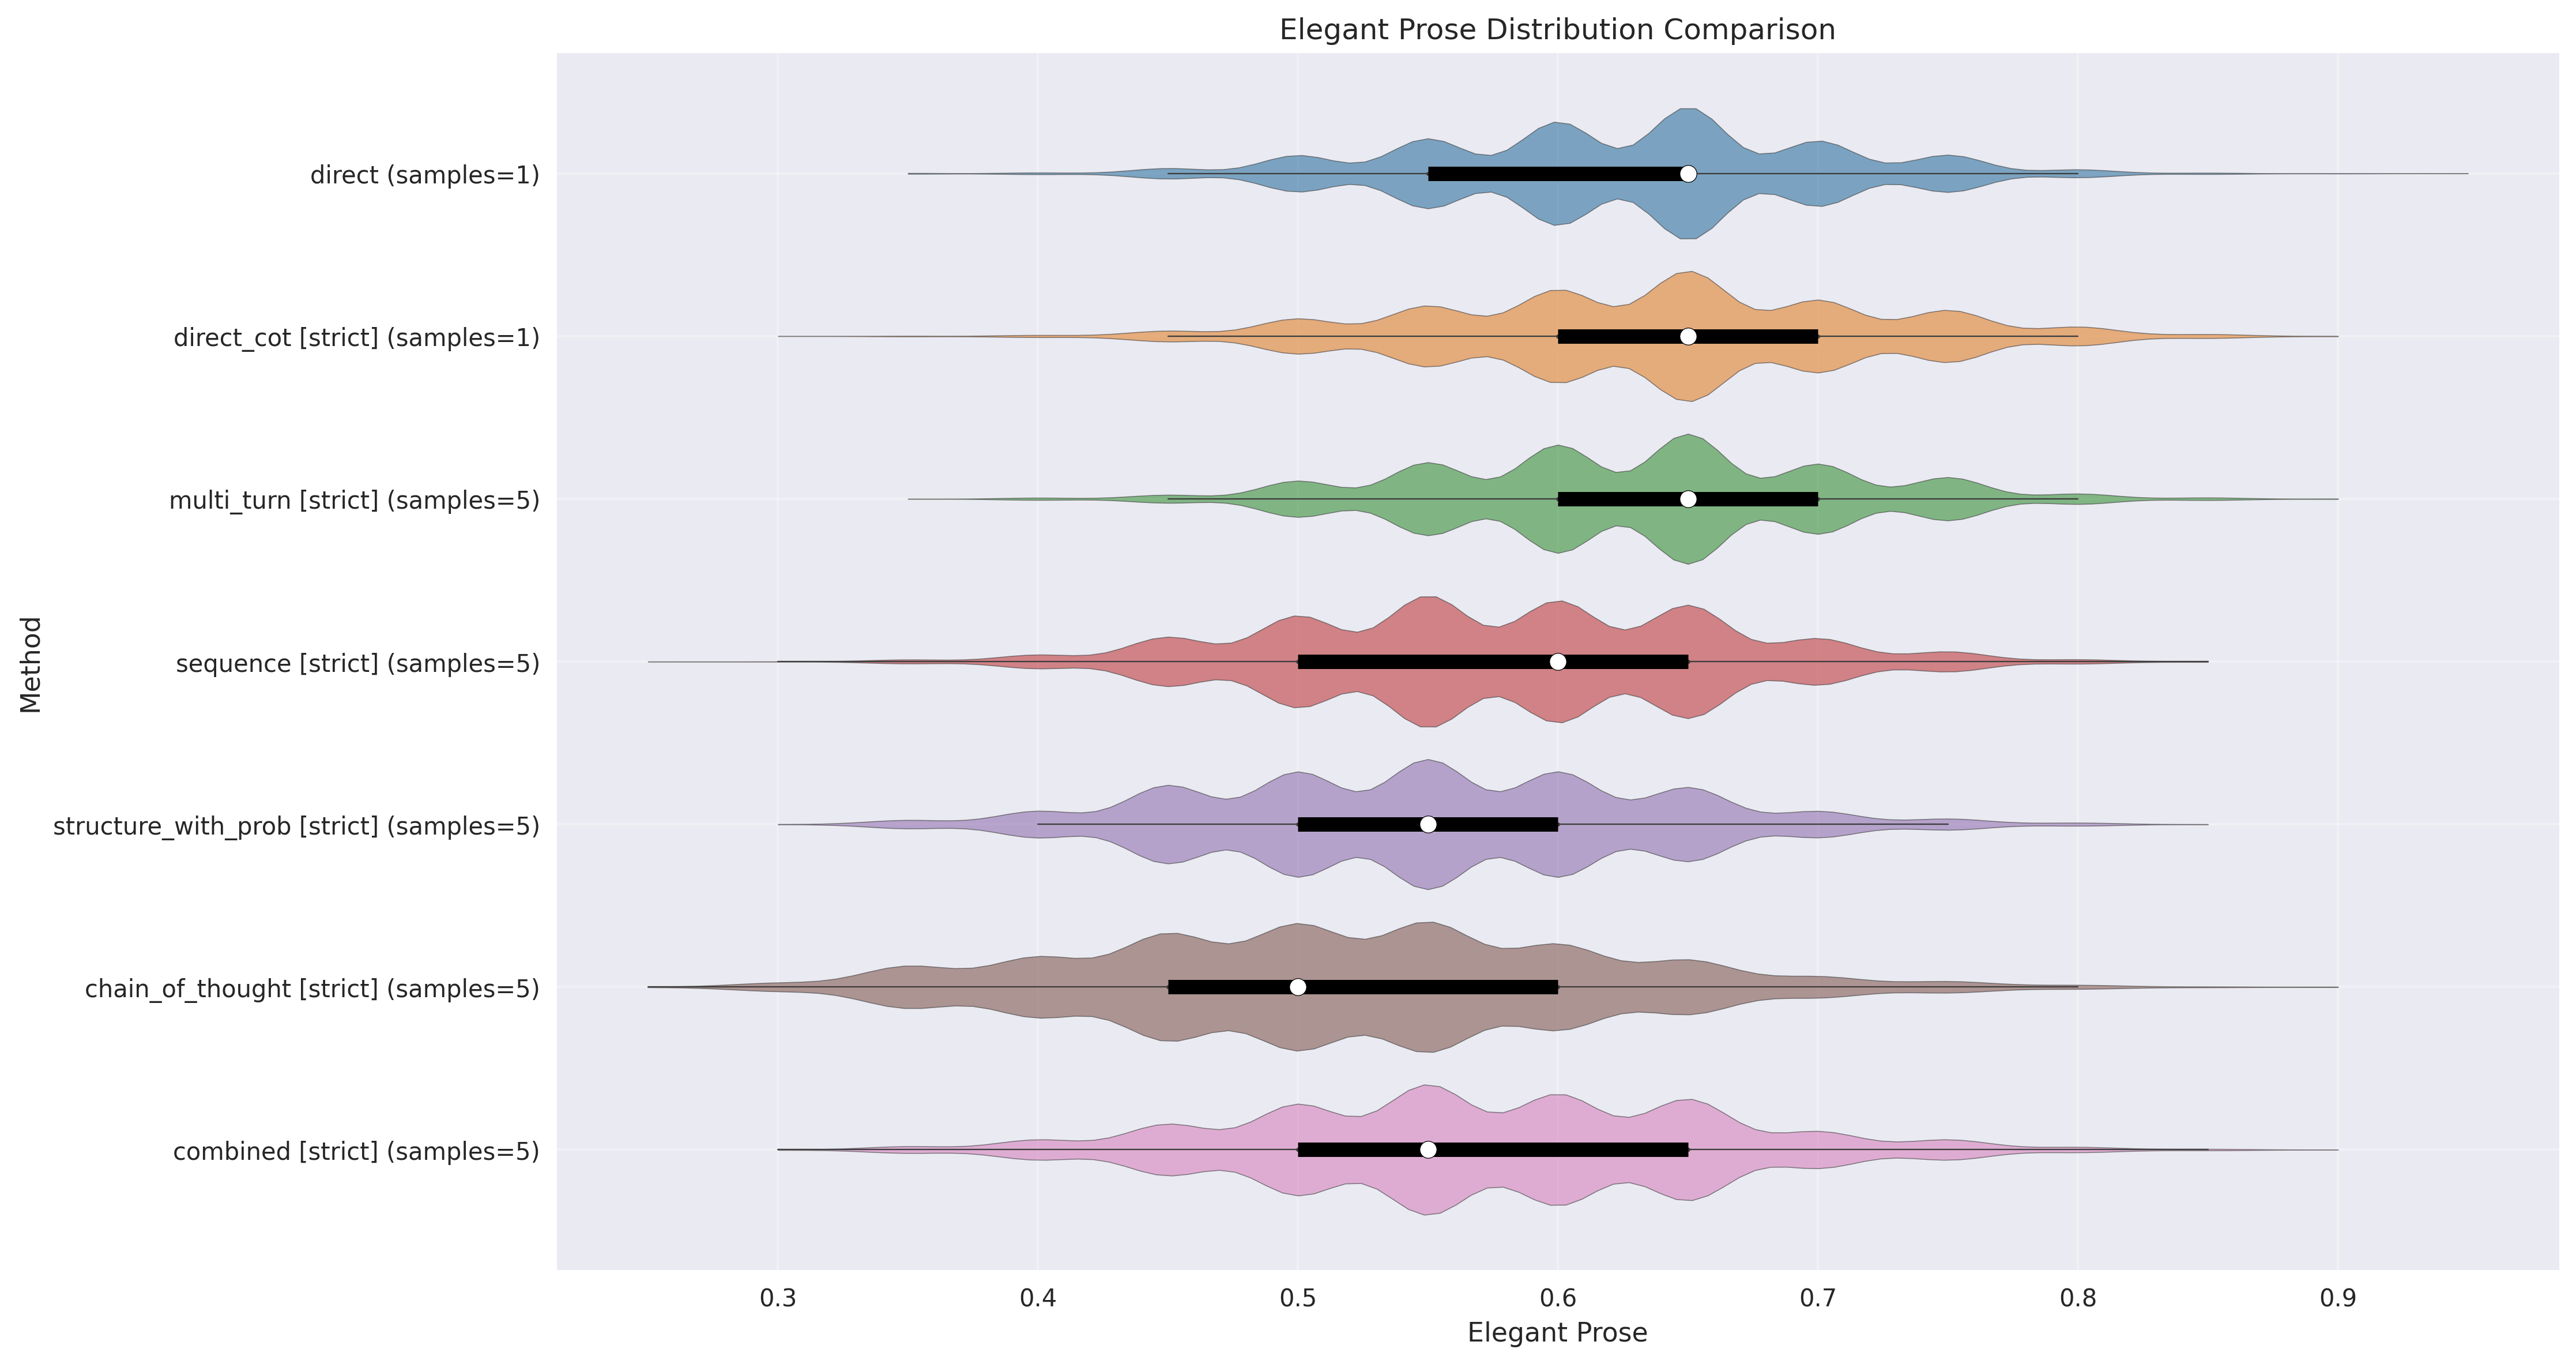 Elegant Prose Distribution Comparison
Method
direct (samples=1)
direct_cot [strict] (samples=1)
multi_turn [strict] (samples=5)
sequence [strict] (samples=5)
structure_with_prob [strict] (samples=5)
chain_of_thought [strict] (samples=5)
combined [strict] (samples=5)
0.3 0.4 0.5 0.6 0.7 0.8 0.9
Elegant Prose